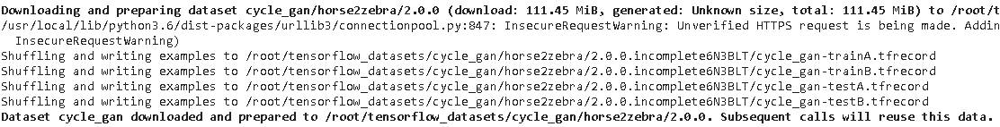 Downloading and preparing dataset cycle_gan/horse2zebra/2.0.0 (download: 111.45 MiB, generated: Unknown size, total: 111.45 MiB) to /root/t
/usr/local/lib/python3.6/dist-packages/urllib3/connectionpool.py:847: InsecureRequestWarning: Unverified HTTPS request is being made. Addin
InsecureRequestWarning)
Shuffling and writing examples to /root/tensorflow_datasets/cycle_gan/horse2zebra/2.0.0.incomplete6N3BLT/cycle_gan-trainA.tfrecord
Shuffling and writing examples to /root/tensorflow_datasets/cycle_gan/horse2zebra/2.0.0.incomplete6N3BLT/cycle_gan-trainB.tfrecord
Shuffling and writing examples to /root/tensorflow_datasets/cycle_gan/horse2zebra/2.0.0.incomplete6N3BLT/cycle_gan-testA.tfrecord
Shuffling and writing examples to /root/tensorflow_datasets/cycle_gan/horse2zebra/2.0.0.incomplete6N3BLT/cycle_gan-testB.tfrecord
Dataset cycle_gan downloaded and prepared to /root/tensorflow_datasets/cycle_gan/horse2zebra/2.0.0. Subsequent calls will reuse this data.